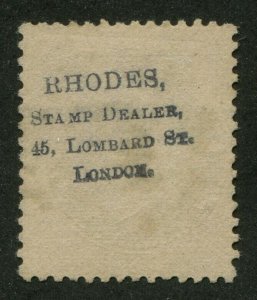 RHODES,
STAMP DEALER,
45, LOMBARD ST.
LONDON.